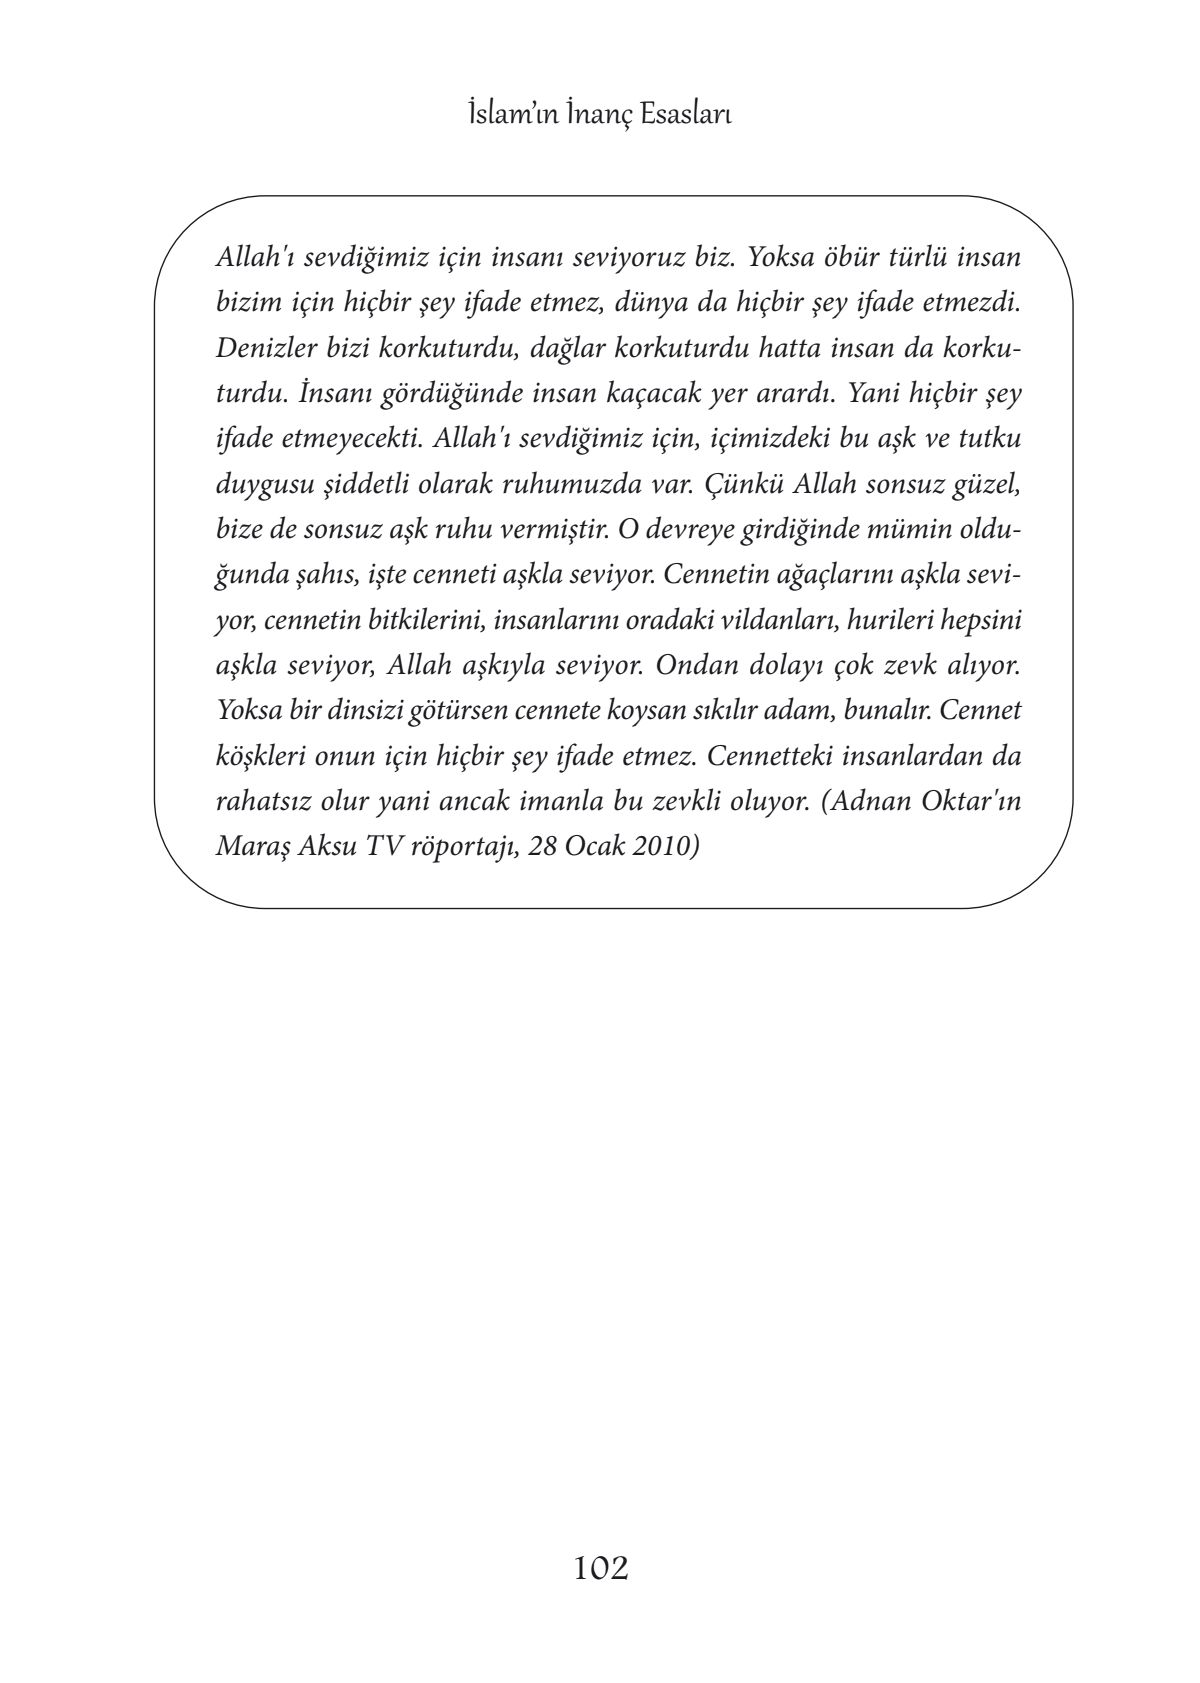 İslam’ın İnanç Esasları
Allah'ı sevdiğimiz için insanı seviyoruz biz. Yoksa öbür türlü insan
bizim için hiçbir şey ifade etmez, dünya da hiçbir şey ifade etmezdi.
Denizler bizi korkuturdu, dağlar korkuturdu hatta insan da korku-
turdu. İnsanı gördüğünde insan kaçacak yer arardı. Yani hiçbir şey
ifade etmeyecekti. Allah'ı sevdiğimiz için, içimizdeki bu aşk ve tutku
duygusu şiddetli olarak ruhumuzda var. Çünkü Allah sonsuz güzel,
bize de sonsuz aşk ruhu vermiştir. O devreye girdiğinde mümin oldu-
ğunda şahıs, işte cenneti aşkla seviyor. Cennetin ağaçlarını aşkla sevi-
yor, cennetin bitkilerini, insanlarını oradaki vildanları, hurileri hepsini
aşkla seviyor, Allah aşkıyla seviyor. Ondan dolayı çok zevk alıyor.
Yoksa bir dinsizi götürsen cennete koysan sıkılır adam, bunalır. Cennet
köşkleri onun için hiçbir şey ifade etmez. Cennetteki insanlardan da
rahatsız olur yani ancak imanla bu zevkli oluyor. (Adnan Oktar'ın
Maraş Aksu TV röportajı, 28 Ocak 2010)
102